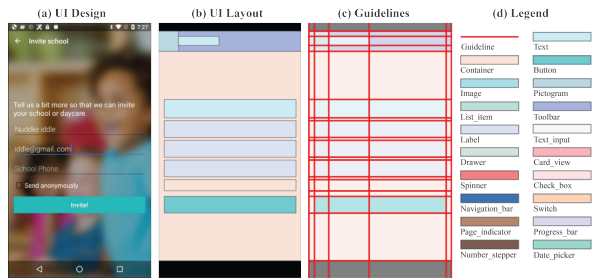 (a) UI Design
(b) UI Layout
(c) Guidelines
(d) Legend
7:27
Invite school
Tell us a bit more so that we can invite
your school or daycare.
Nuddke iddle
iddle@gmail.com
School Phone
Send anonymously
Invite!
Guideline
Text
Container
Button
Image
Pictogram
List_item
Toolbar
Label
Text_input
Drawer
Card_view
Spinner
Check_box
Navigation_bar
Switch
Page_indicator
Progress_bar
Number_stepper
Date_picker